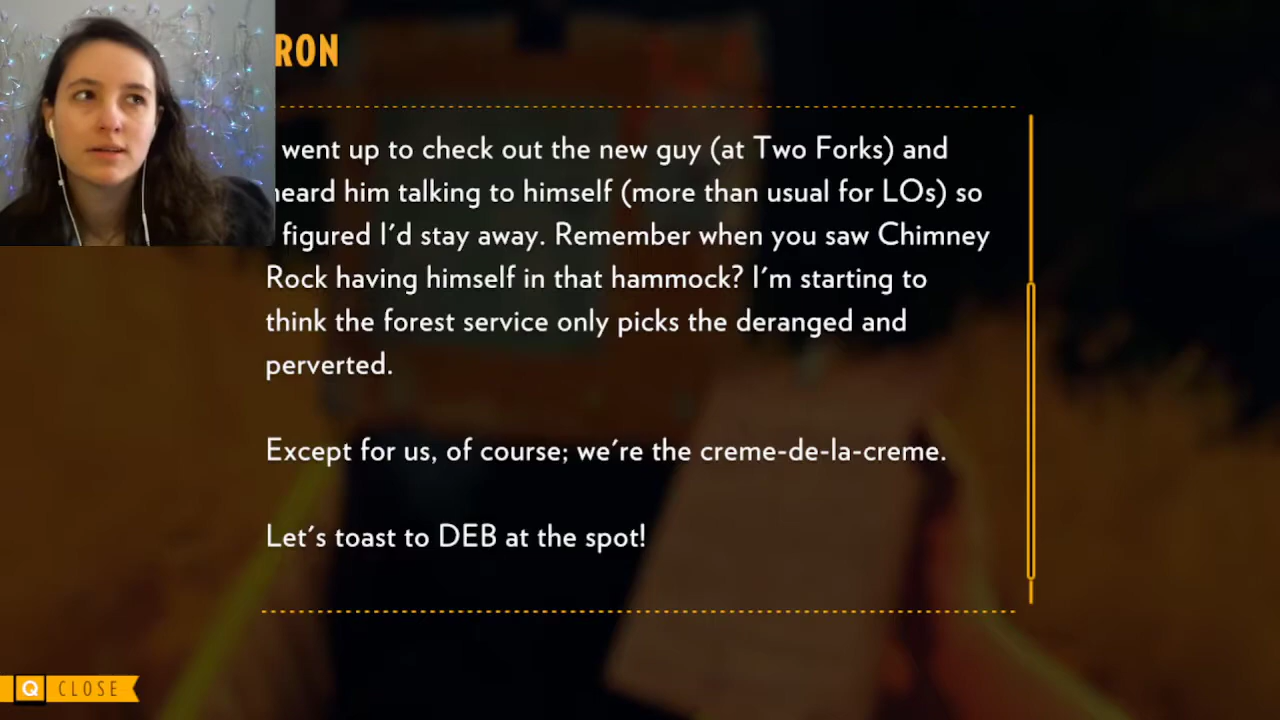 RON
went up to check out the new guy (at Two Forks) and
heard him talking to himself (more than usual for LOs) so
figured I'd stay away. Remember when you saw Chimney
Rock having himself in that hammock? I'm starting to
think the forest service only picks the deranged and
perverted.
Except for us, of course; we're the creme-de-la-creme.
Let's toast to DEB at the spot!
Q CLOSE